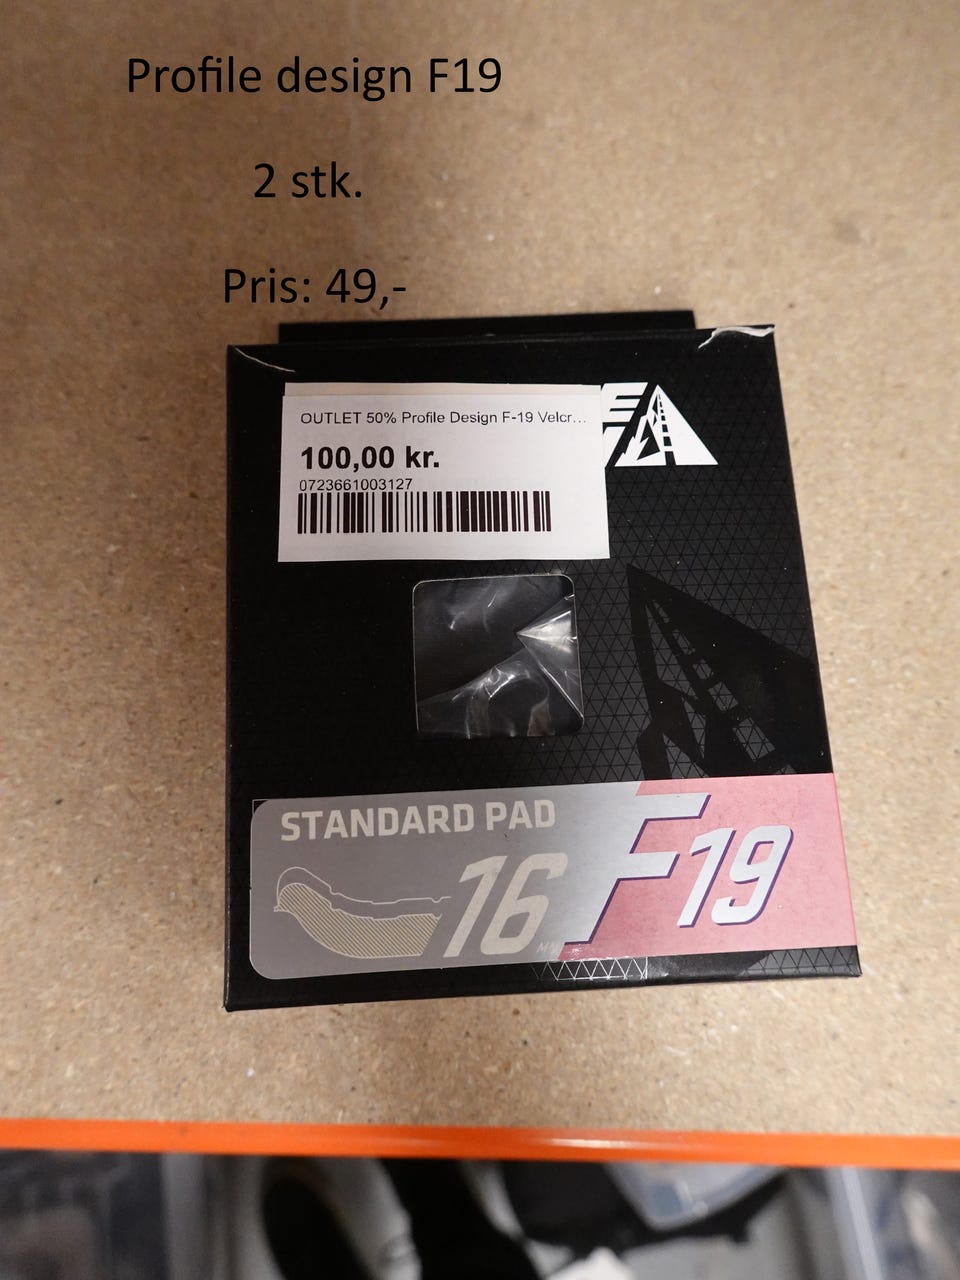 Profile design F19
2 stk.
Pris: 49,-
OUTLET 50% Profile Design F-19 Velcr...
100,00 kr.
0723661003127
STANDARD PAD
16 MM
F19